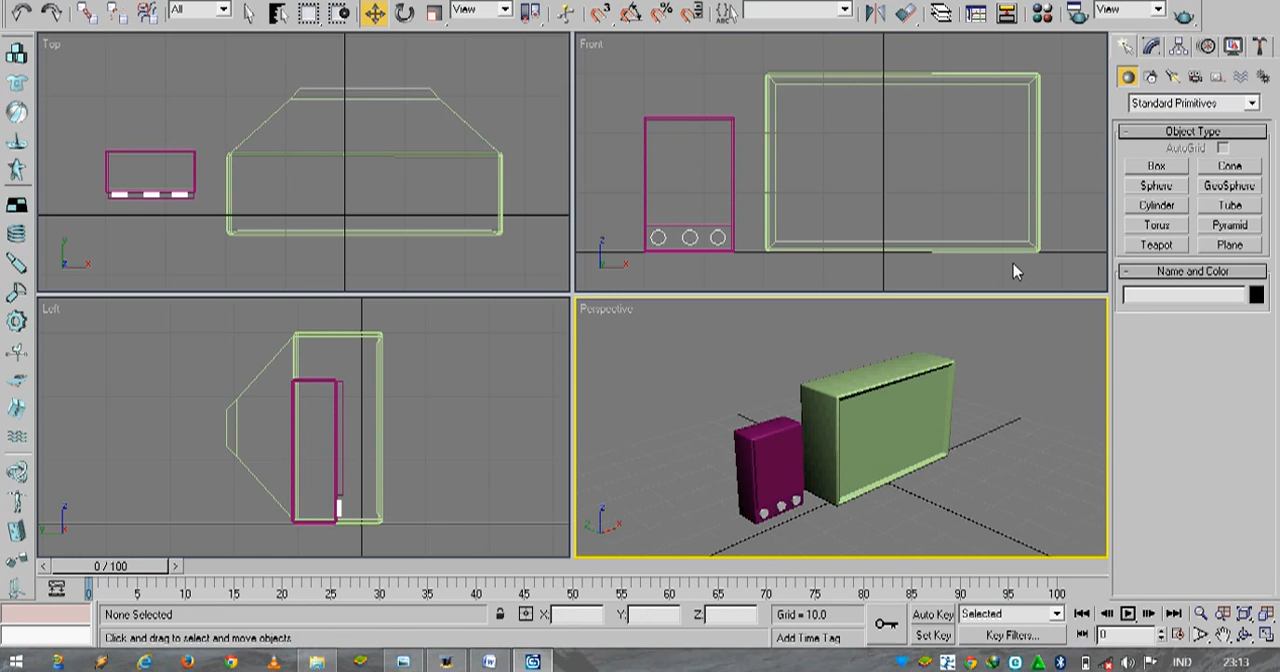 All
View
View
Top
Front
Left
Perspective
Standard Primitives
Object Type
AutoGrid
Box
Cone
Sphere
GeoSphere
Cylinder
Tube
Torus
Pyramid
Teapot
Plane
Name and Color
0 / 100
0 5 10 15 20 25 30 35 40 45 50 55 60 65 70 75 80 85 90 95 100
None Selected
X:
Y:
Z:
Grid = 10.0
Auto Key
Selected
Click and drag to select and move objects
Add Time Tag
Set Key
Key Filters...
0
IND
23:13